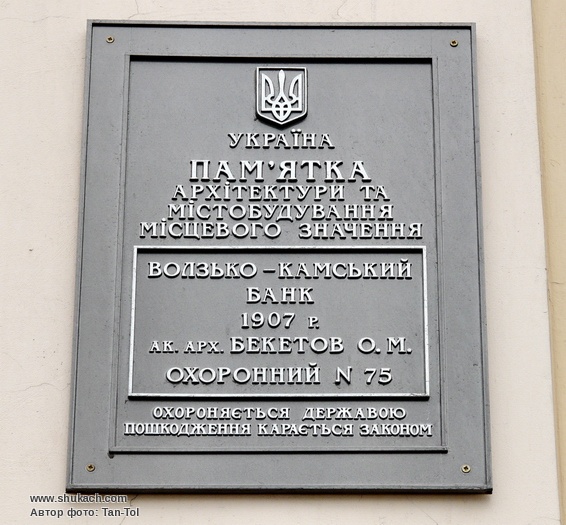 УКРАЇНА
ПАМ'ЯТКА
АРХІТЕКТУРИ ТА
МІСТОБУДУВАННЯ
МІСЦЕВОГО ЗНАЧЕННЯ
ВОЛЗЬКО-КАМСЬКИЙ
БАНК
1907 Р.
АК. АРХ. БЕКЕТОВ О. М.
ОХОРОННИЙ N 75
ОХОРОНЯЄТЬСЯ ДЕРЖАВОЮ
ПОШКОДЖЕННЯ КАРАЄТЬСЯ ЗАКОНОМ
www.shukach.com
Автор фото: Tan-Tol